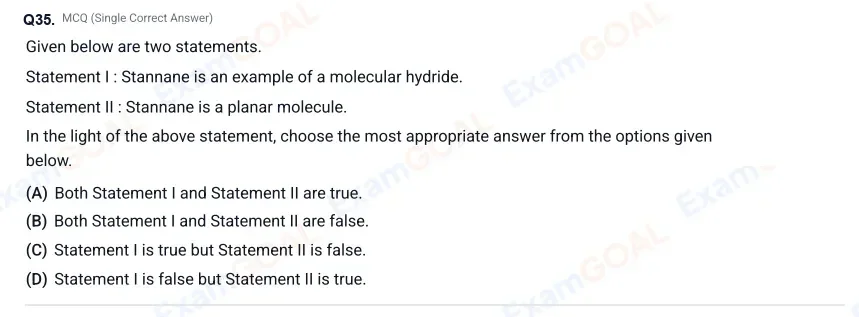 Q35. MCQ (Single Correct Answer)
Given below are two statements.
Statement I : Stannane is an example of a molecular hydride.
Statement II : Stannane is a planar molecule.
In the light of the above statement, choose the most appropriate answer from the options given
below.
(A) Both Statement I and Statement II are true.
(B) Both Statement I and Statement II are false.
(C) Statement I is true but Statement II is false.
(D) Statement I is false but Statement II is true.
ExamGOAL